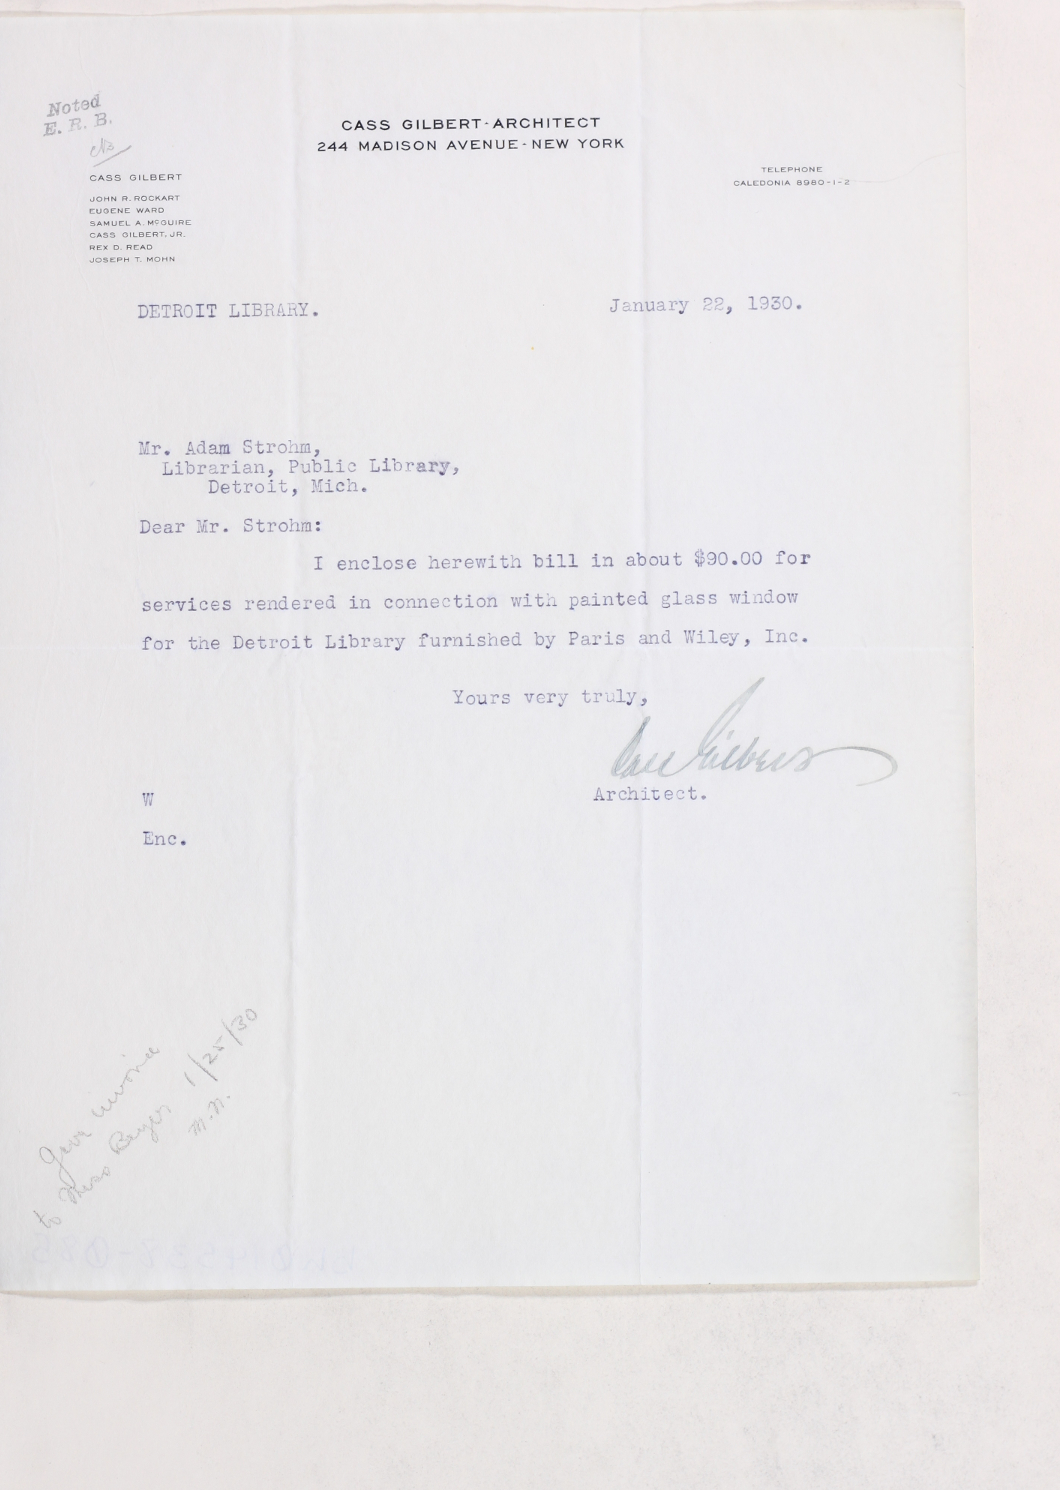 Noted
E. R. B.
CASS GILBERT-ARCHITECT
244 MADISON AVENUE-NEW YORK
TELEPHONE
CALEDONIA 8980-1-2
CASS GILBERT
JOHN R. ROCKART
EUGENE WARD
SAMUEL A. McGUIRE
CASS GILBERT, JR.
REX D. READ
JOSEPH T. MOHN
DETROIT LIBRARY.
January 22, 1930.
Mr. Adam Strohm,
Librarian, Public Library,
Detroit, Mich.
Dear Mr. Strohm:
I enclose herewith bill in about $90.00 for
services rendered in connection with painted glass window
for the Detroit Library furnished by Paris and Wiley, Inc.
Yours very truly,
Cass Gilbert
Architect.
W
Enc.
Gave invoice
to Miss 1/25/30
M.N.